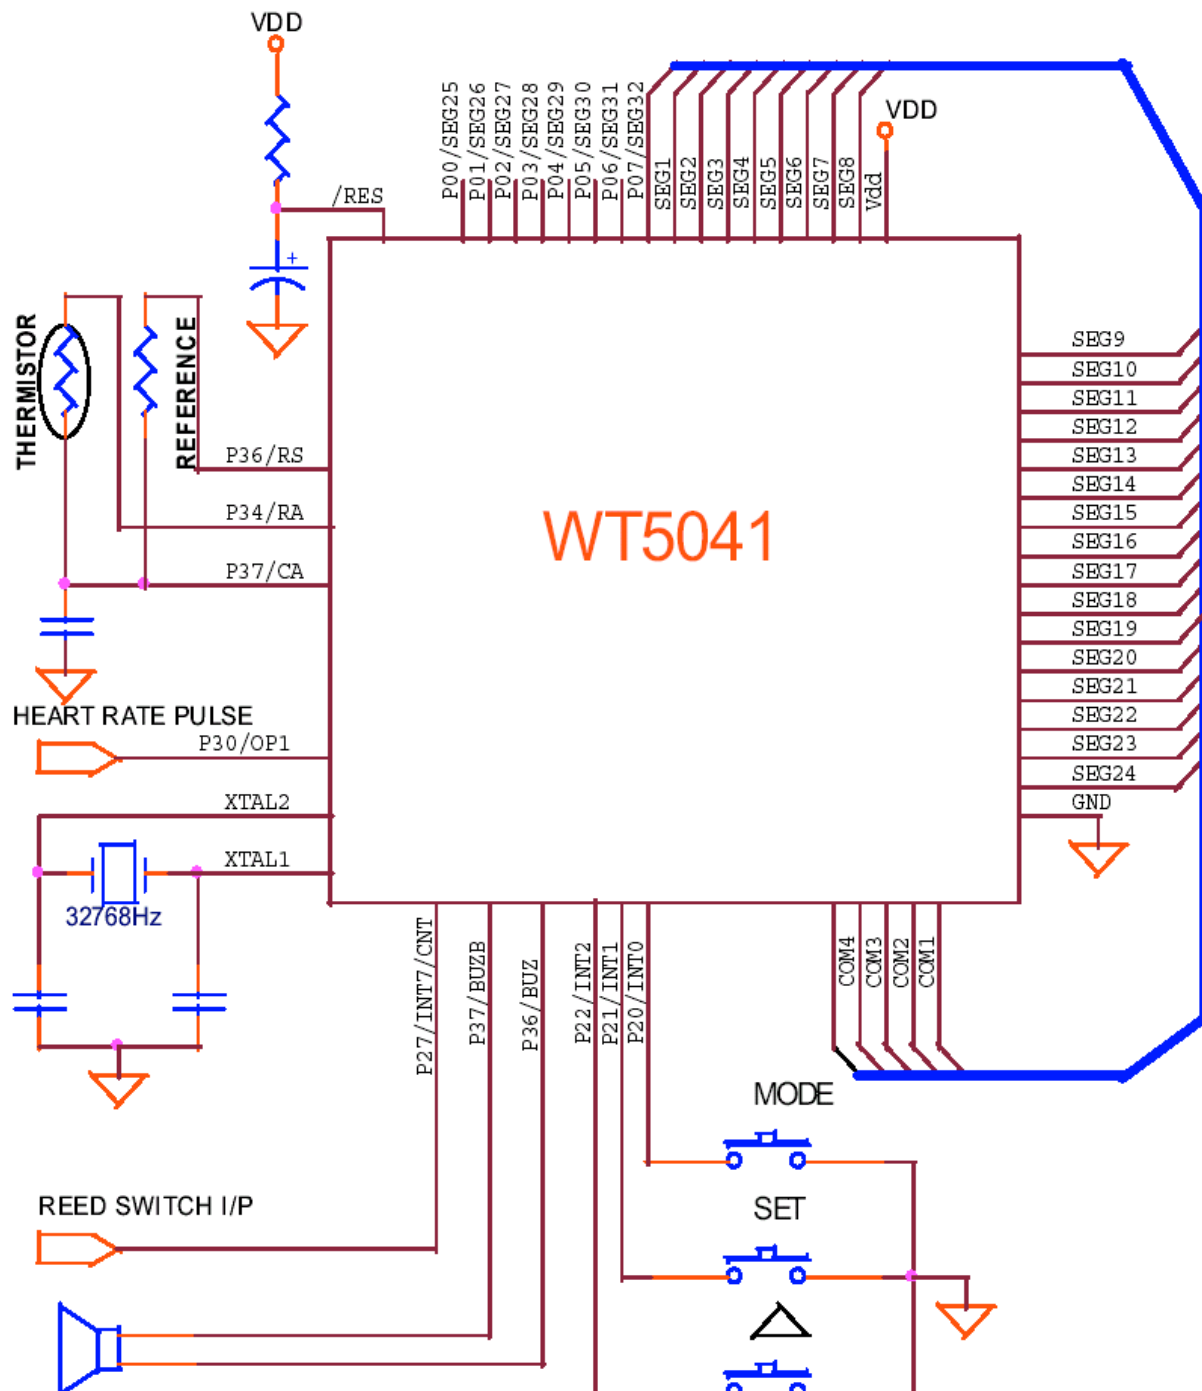 VDD
/RES
P00/SEG25
P01/SEG26
P02/SEG27
P03/SEG28
P04/SEG29
P05/SEG30
P06/SEG31
P07/SEG32
SEG1
SEG2
SEG3
SEG4
SEG5
SEG6
SEG7
SEG8
Vdd
VDD
+
THERMISTOR
REFERENCE
P36/RS
P34/RA
P37/CA
HEART RATE PULSE
P30/OP1
XTAL2
XTAL1
32768Hz
WT5041
SEG9
SEG10
SEG11
SEG12
SEG13
SEG14
SEG15
SEG16
SEG17
SEG18
SEG19
SEG20
SEG21
SEG22
SEG23
SEG24
GND
P27/INT7/CNT
P37/BUZB
P36/BUZ
P22/INT2
P21/INT1
P20/INT0
COM4
COM3
COM2
COM1
MODE
REED SWITCH I/P
SET